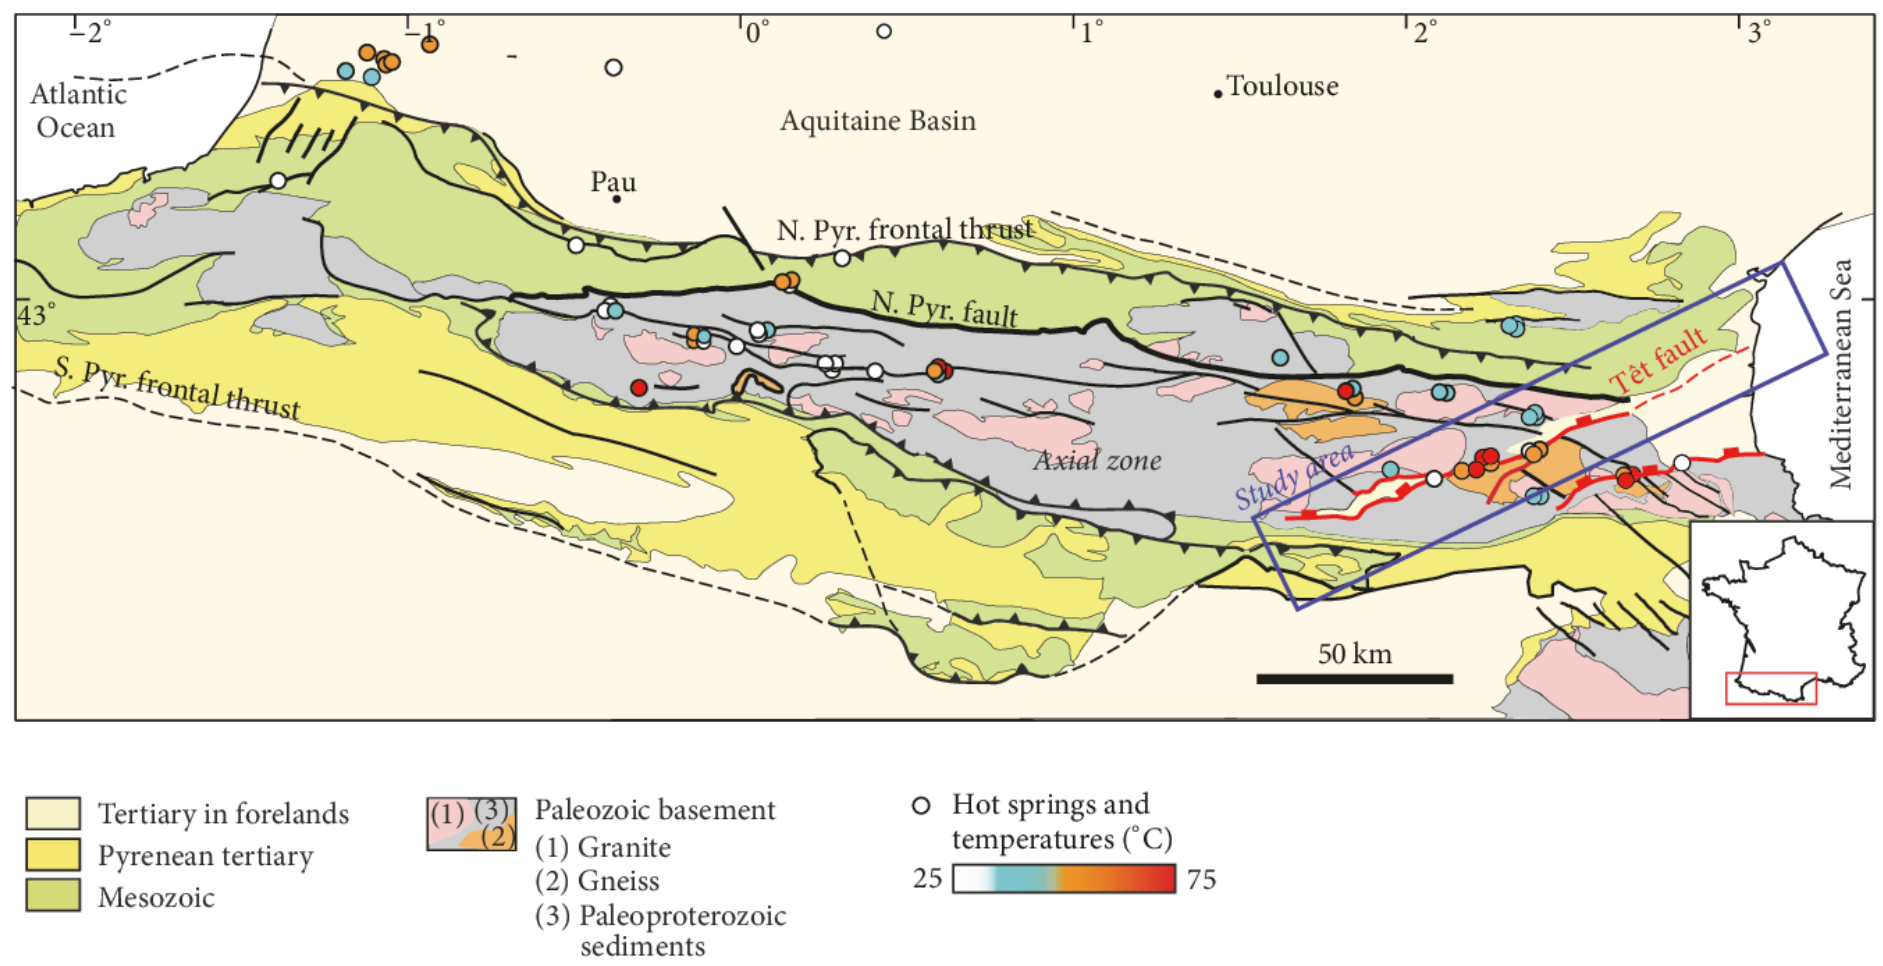 −2°
−1°
0°
1°
2°
3°
Atlantic
Ocean
Toulouse
Aquitaine Basin
Pau
N. Pyr. frontal thrust
N. Pyr. fault
43°
S. Pyr. frontal thrust
Têt fault
Mediterranean Sea
Axial zone
Study area
50 km
Tertiary in forelands
Pyrenean tertiary
Mesozoic
(1)
(3)
(2)
Paleozoic basement
(1) Granite
(2) Gneiss
(3) Paleoproterozoic
sediments
Hot springs and
temperatures (°C)
25
75